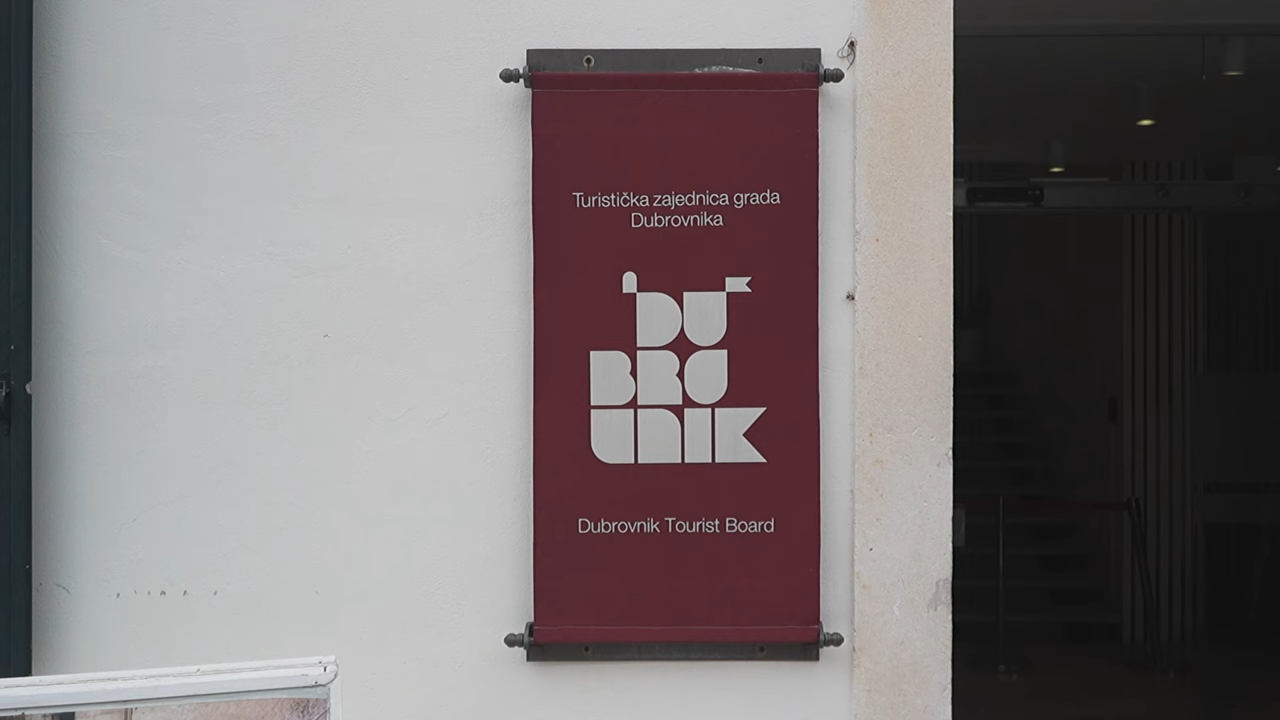 Turistička zajednica grada
Dubrovnika
DU
BRO
VNIK
Dubrovnik Tourist Board